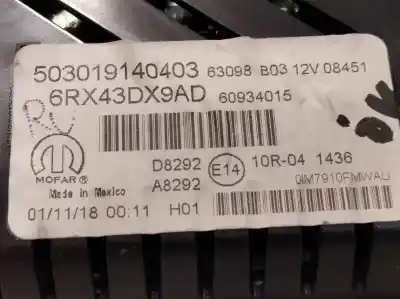 503019140403 63098 B03 12V 08451
6RX43DX9AD 60934015
MOPAR®
Made in Mexico
D8292
A8292
E14
10R-04 1436
01/11/18 00:11 H01